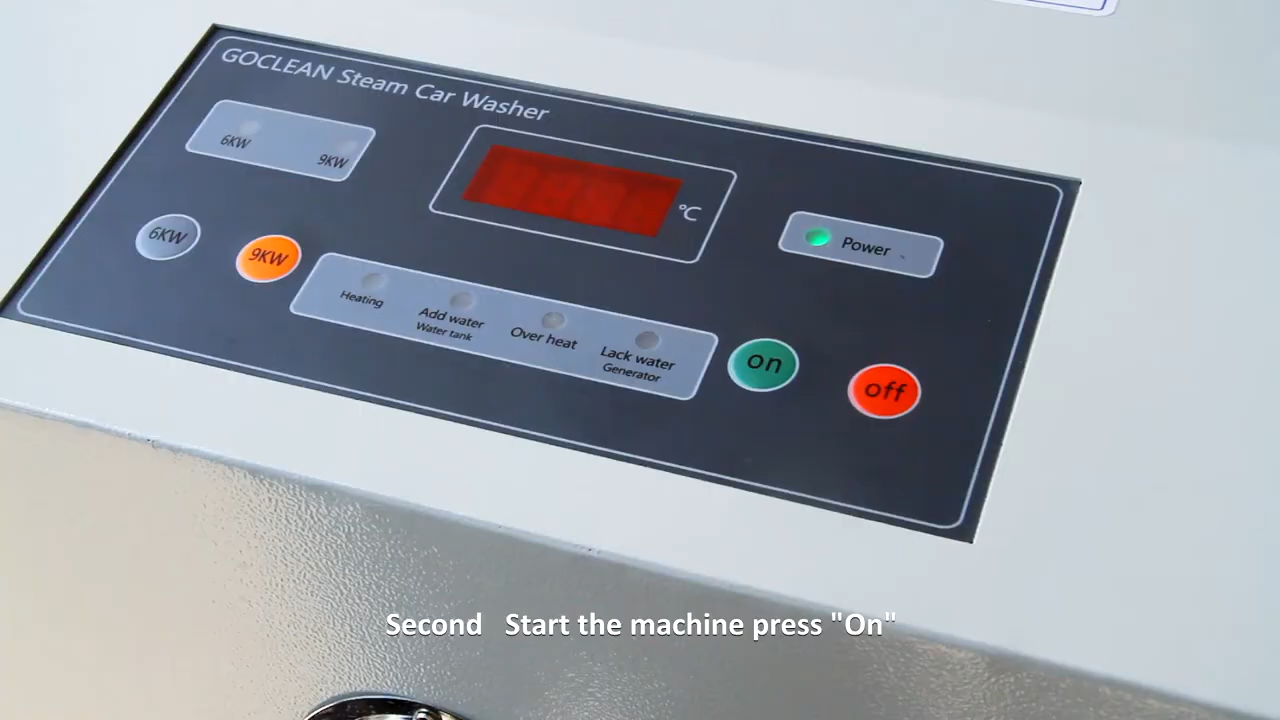 GOCLEAN Steam Car Washer
6KW
9KW
°C
Power
6KW
9KW
Heating
Add water
Water tank
Over heat
Lack water
Generator
on
off
Second Start the machine press "On"